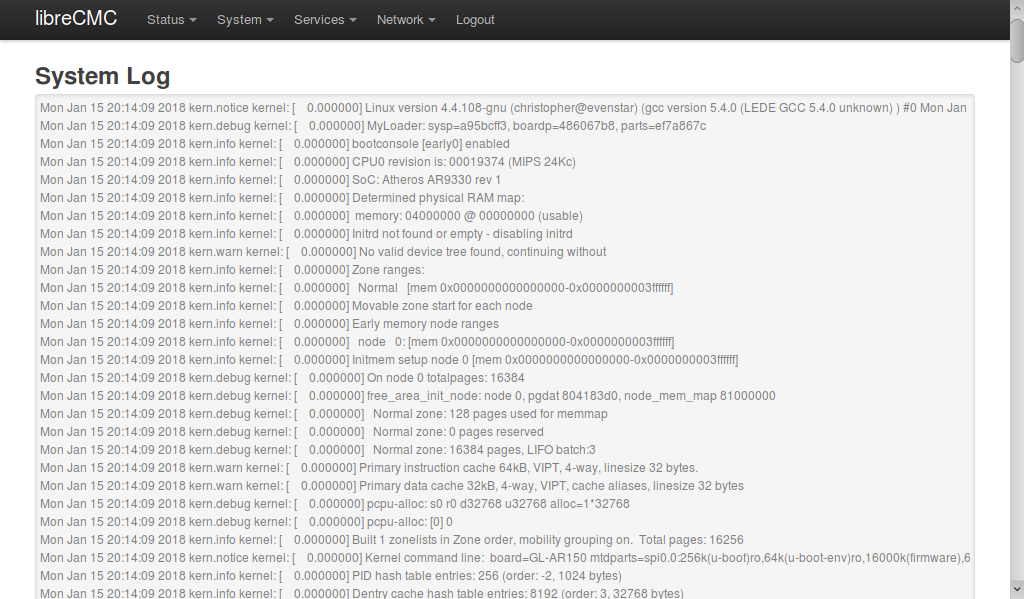 libreCMC Status System Services Network Logout
System Log
Mon Jan 15 20:14:09 2018 kern.notice kernel: [    0.000000] Linux version 4.4.108-gnu (christopher@evenstar) (gcc version 5.4.0 (LEDE GCC 5.4.0 unknown) ) #0 Mon Jan
Mon Jan 15 20:14:09 2018 kern.debug kernel: [    0.000000] MyLoader: sysp=a95bcff3, boardp=486067b8, parts=ef7a867c
Mon Jan 15 20:14:09 2018 kern.info kernel: [    0.000000] bootconsole [early0] enabled
Mon Jan 15 20:14:09 2018 kern.info kernel: [    0.000000] CPU0 revision is: 00019374 (MIPS 24Kc)
Mon Jan 15 20:14:09 2018 kern.info kernel: [    0.000000] SoC: Atheros AR9330 rev 1
Mon Jan 15 20:14:09 2018 kern.info kernel: [    0.000000] Determined physical RAM map:
Mon Jan 15 20:14:09 2018 kern.info kernel: [    0.000000]  memory: 04000000 @ 00000000 (usable)
Mon Jan 15 20:14:09 2018 kern.info kernel: [    0.000000] Initrd not found or empty - disabling initrd
Mon Jan 15 20:14:09 2018 kern.warn kernel: [    0.000000] No valid device tree found, continuing without
Mon Jan 15 20:14:09 2018 kern.info kernel: [    0.000000] Zone ranges:
Mon Jan 15 20:14:09 2018 kern.info kernel: [    0.000000]   Normal   [mem 0x0000000000000000-0x0000000003ffffff]
Mon Jan 15 20:14:09 2018 kern.info kernel: [    0.000000] Movable zone start for each node
Mon Jan 15 20:14:09 2018 kern.info kernel: [    0.000000] Early memory node ranges
Mon Jan 15 20:14:09 2018 kern.info kernel: [    0.000000]   node   0: [mem 0x0000000000000000-0x0000000003ffffff]
Mon Jan 15 20:14:09 2018 kern.info kernel: [    0.000000] Initmem setup node 0 [mem 0x0000000000000000-0x0000000003ffffff]
Mon Jan 15 20:14:09 2018 kern.debug kernel: [    0.000000] On node 0 totalpages: 16384
Mon Jan 15 20:14:09 2018 kern.debug kernel: [    0.000000] free_area_init_node: node 0, pgdat 804183d0, node_mem_map 81000000
Mon Jan 15 20:14:09 2018 kern.debug kernel: [    0.000000]   Normal zone: 128 pages used for memmap
Mon Jan 15 20:14:09 2018 kern.debug kernel: [    0.000000]   Normal zone: 0 pages reserved
Mon Jan 15 20:14:09 2018 kern.debug kernel: [    0.000000]   Normal zone: 16384 pages, LIFO batch:3
Mon Jan 15 20:14:09 2018 kern.warn kernel: [    0.000000] Primary instruction cache 64kB, VIPT, 4-way, linesize 32 bytes.
Mon Jan 15 20:14:09 2018 kern.warn kernel: [    0.000000] Primary data cache 32kB, 4-way, VIPT, cache aliases, linesize 32 bytes
Mon Jan 15 20:14:09 2018 kern.debug kernel: [    0.000000] pcpu-alloc: s0 r0 d32768 u32768 alloc=1*32768
Mon Jan 15 20:14:09 2018 kern.debug kernel: [    0.000000] pcpu-alloc: [0] 0
Mon Jan 15 20:14:09 2018 kern.info kernel: [    0.000000] Built 1 zonelists in Zone order, mobility grouping on.  Total pages: 16256
Mon Jan 15 20:14:09 2018 kern.notice kernel: [    0.000000] Kernel command line:  board=GL-AR150 mtdparts=spi0.0:256k(u-boot)ro,64k(u-boot-env)ro,16000k(firmware),6
Mon Jan 15 20:14:09 2018 kern.info kernel: [    0.000000] PID hash table entries: 256 (order: -2, 1024 bytes)
Mon Jan 15 20:14:09 2018 kern.info kernel: [    0.000000] Dentry cache hash table entries: 8192 (order: 3, 32768 bytes)